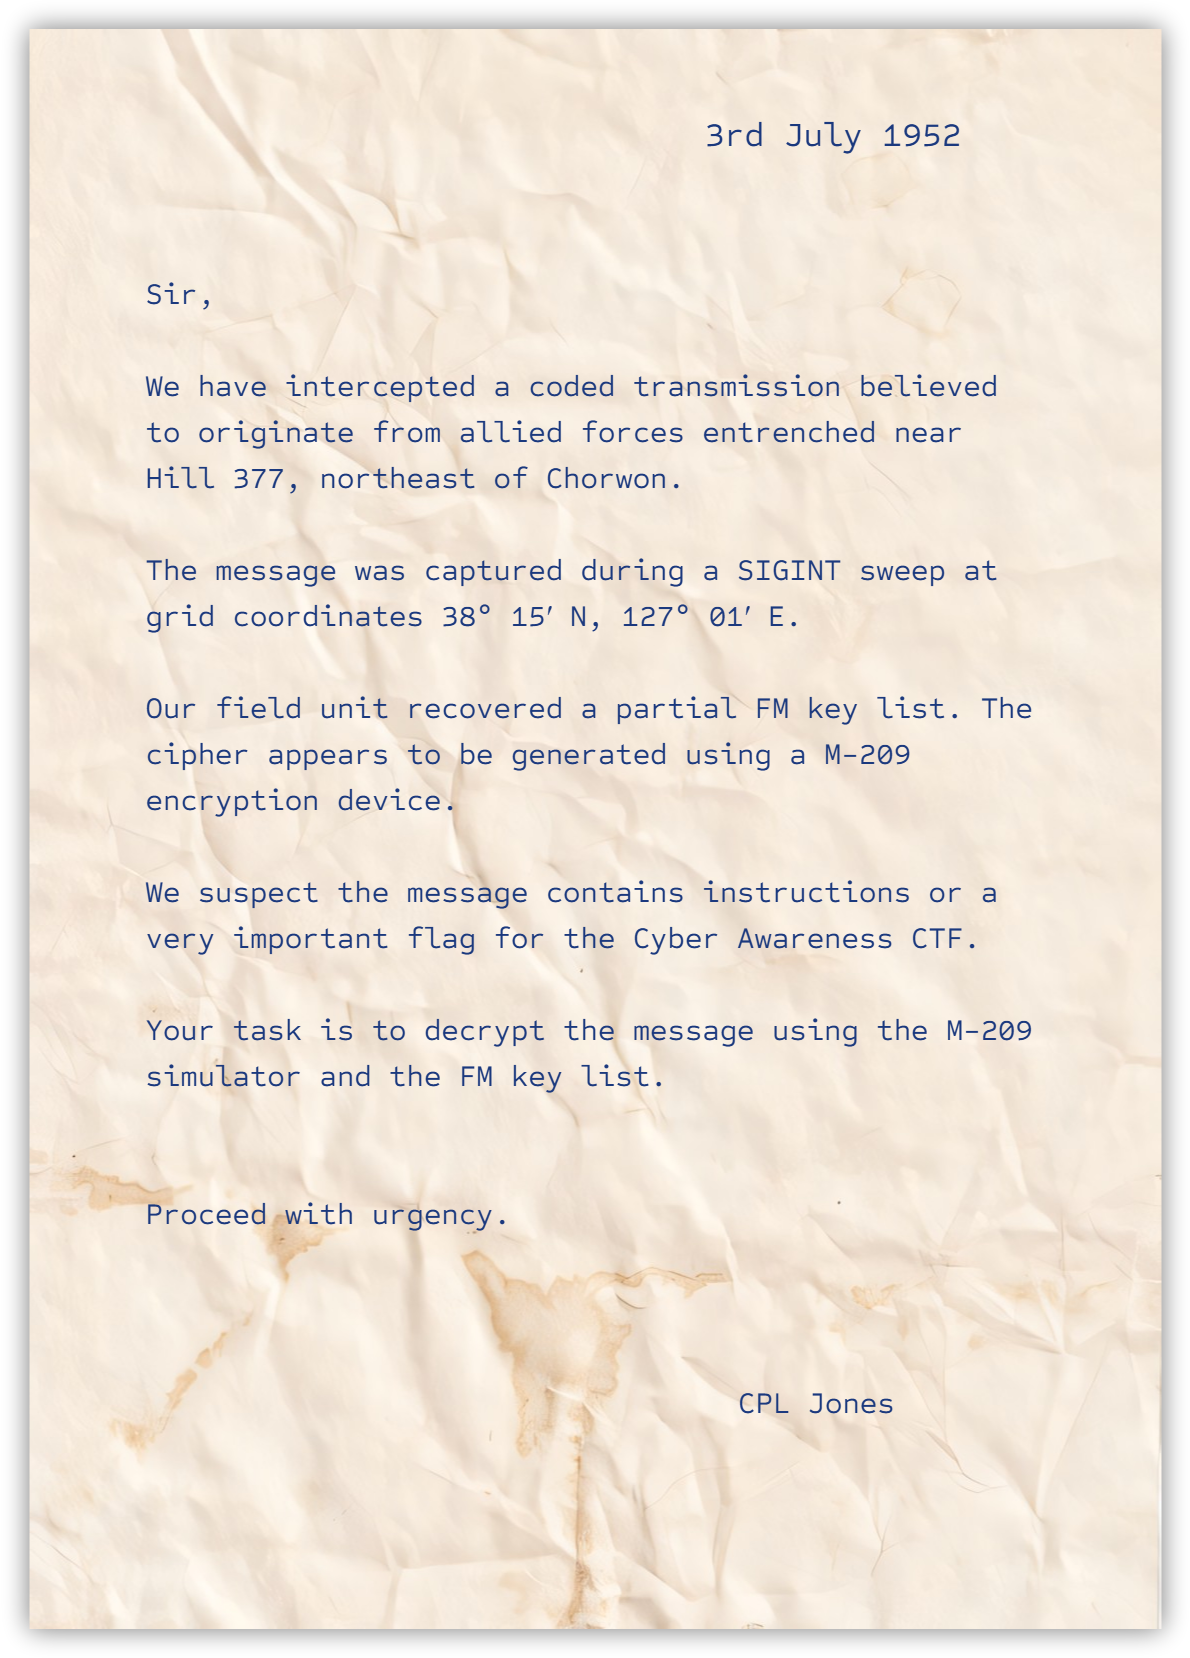 3rd July 1952
Sir,
We have intercepted a coded transmission believed
to originate from allied forces entrenched near
Hill 377, northeast of Chorwon.
The message was captured during a SIGINT sweep at
grid coordinates 38° 15′ N, 127° 01′ E.
Our field unit recovered a partial FM key list. The
cipher appears to be generated using a M-209
encryption device.
We suspect the message contains instructions or a
very important flag for the Cyber Awareness CTF.
Your task is to decrypt the message using the M-209
simulator and the FM key list.
Proceed with urgency.
CPL Jones